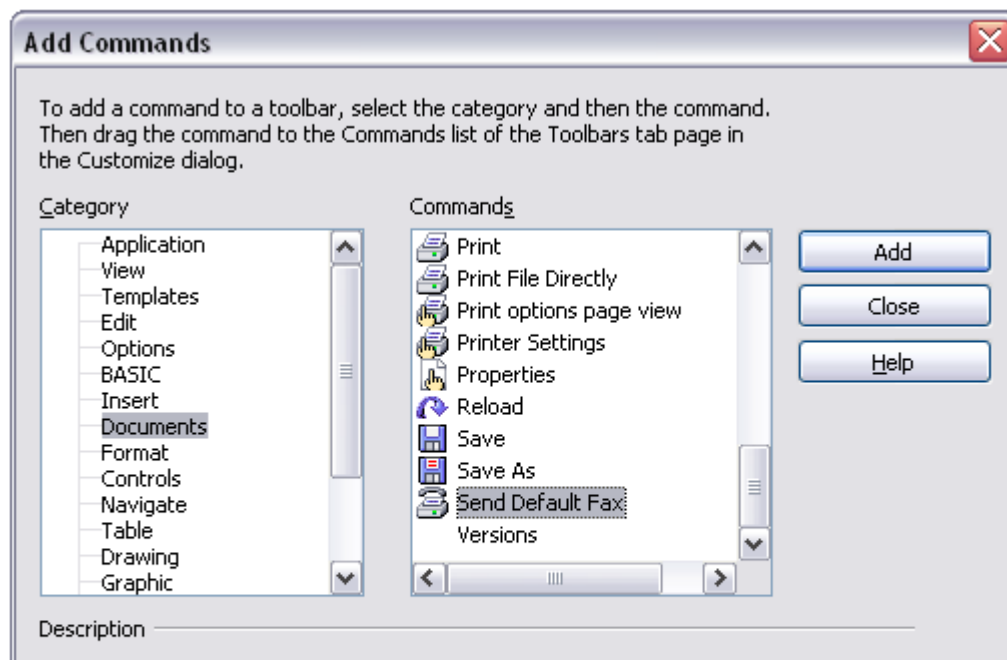 Add Commands
To add a command to a toolbar, select the category and then the command.
Then drag the command to the Commands list of the Toolbars tab page in
the Customize dialog.
Category
Application
View
Templates
Edit
Options
BASIC
Insert
Documents
Format
Controls
Navigate
Table
Drawing
Graphic
Commands
Print
Print File Directly
Print options page view
Printer Settings
Properties
Reload
Save
Save As
Send Default Fax
Versions
Add
Close
Help
Description